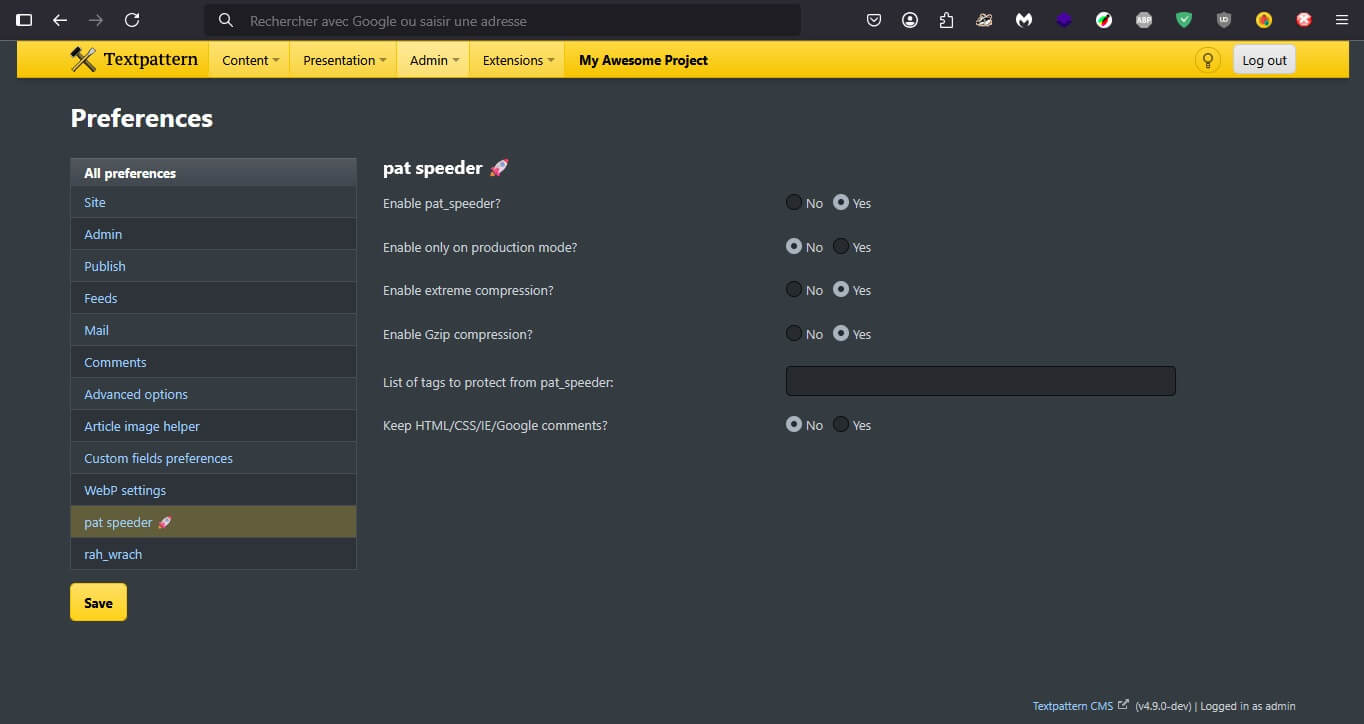 Rechercher avec Google ou saisir une adresse
ABP
UD
Textpattern Content Presentation Admin Extensions My Awesome Project Log out
Preferences
All preferences
Site
Admin
Publish
Feeds
Mail
Comments
Advanced options
Article image helper
Custom fields preferences
WebP settings
pat speeder 🚀
rah_wrach
Save
pat speeder 🚀
Enable pat_speeder? No Yes
Enable only on production mode? No Yes
Enable extreme compression? No Yes
Enable Gzip compression? No Yes
List of tags to protect from pat_speeder:
Keep HTML/CSS/IE/Google comments? No Yes
Textpattern CMS (v4.9.0-dev) | Logged in as admin